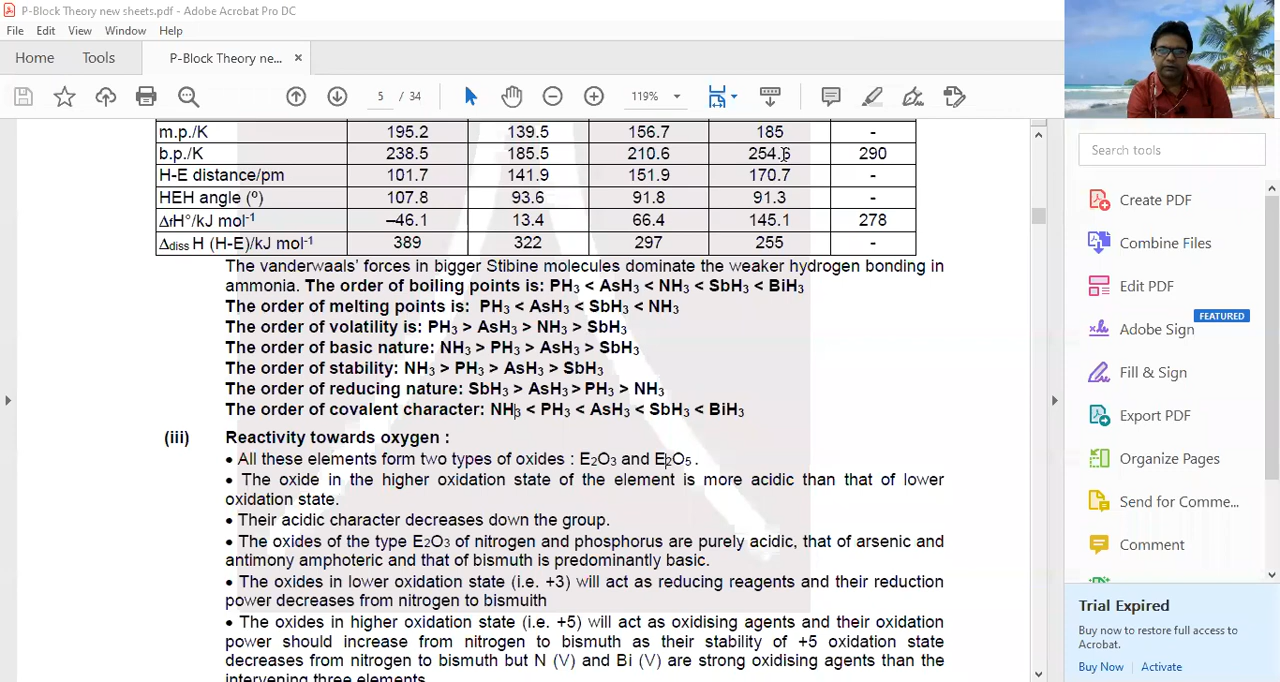 P-Block Theory new sheets.pdf - Adobe Acrobat Pro DC
File Edit View Window Help
Home Tools P-Block Theory ne... ×
5 / 34 119%
m.p./K 195.2 139.5 156.7 185 -
b.p./K 238.5 185.5 210.6 254.6 290
H-E distance/pm 101.7 141.9 151.9 170.7 -
HEH angle (º) 107.8 93.6 91.8 91.3 -
ΔfH°/kJ mol-1 –46.1 13.4 66.4 145.1 278
Δdiss H (H-E)/kJ mol-1 389 322 297 255 -
The vanderwaals' forces in bigger Stibine molecules dominate the weaker hydrogen bonding in
ammonia. The order of boiling points is: PH3 < AsH3 < NH3 < SbH3 < BiH3
The order of melting points is: PH3 < AsH3 < SbH3 < NH3
The order of volatility is: PH3 > AsH3 > NH3 > SbH3
The order of basic nature: NH3 > PH3 > AsH3 > SbH3
The order of stability: NH3 > PH3 > AsH3 > SbH3
The order of reducing nature: SbH3 > AsH3 > PH3 > NH3
The order of covalent character: NH3 < PH3 < AsH3 < SbH3 < BiH3
(iii) Reactivity towards oxygen :
• All these elements form two types of oxides : E2O3 and E2O5 .
• The oxide in the higher oxidation state of the element is more acidic than that of lower
oxidation state.
• Their acidic character decreases down the group.
• The oxides of the type E2O3 of nitrogen and phosphorus are purely acidic, that of arsenic and
antimony amphoteric and that of bismuth is predominantly basic.
• The oxides in lower oxidation state (i.e. +3) will act as reducing reagents and their reduction
power decreases from nitrogen to bismuith
• The oxides in higher oxidation state (i.e. +5) will act as oxidising agents and their oxidation
power should increase from nitrogen to bismuth as their stability of +5 oxidation state
decreases from nitrogen to bismuth but N (V) and Bi (V) are strong oxidising agents than the
intervening three elements
Search tools
Create PDF
Combine Files
Edit PDF
FEATURED
Adobe Sign
Fill & Sign
Export PDF
Organize Pages
Send for Comme...
Comment
Trial Expired
Buy now to restore full access to
Acrobat.
Buy Now Activate